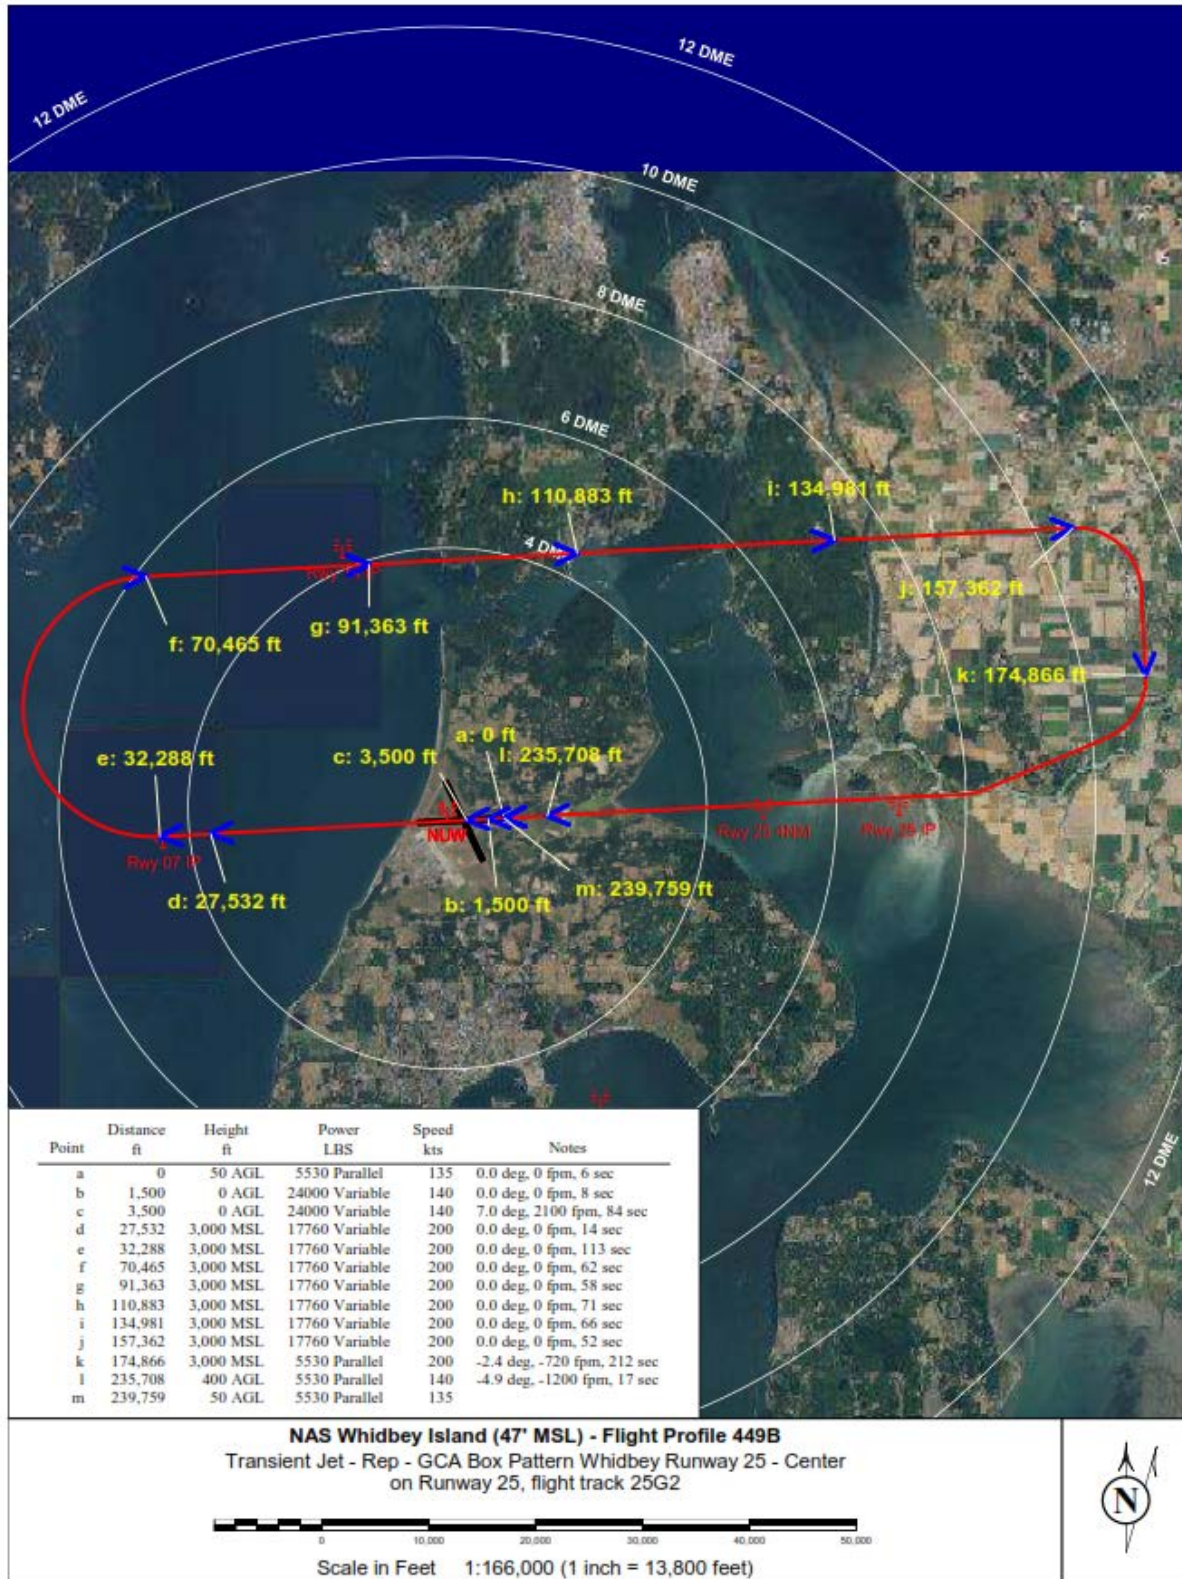 12 DME
12 DME
10 DME
8 DME
6 DME
h: 110,883 ft
i: 134,981 ft
j: 157,362 ft
g: 91,363 ft
f: 70,465 ft
k: 174,866 ft
a: 0 ft
c: 3,500 ft
l: 235,708 ft
e: 32,288 ft
NUW
Rwy 25 4NM
Rwy 25 IP
Rwy 07 IP
m: 239,759 ft
d: 27,532 ft
b: 1,500 ft
12 DME
Point Distance ft Height ft Power LBS Speed kts Notes
a 0 50 AGL 5530 Parallel 135 0.0 deg, 0 fpm, 6 sec
b 1,500 0 AGL 24000 Variable 140 0.0 deg, 0 fpm, 8 sec
c 3,500 0 AGL 24000 Variable 140 7.0 deg, 2100 fpm, 84 sec
d 27,532 3,000 MSL 17760 Variable 200 0.0 deg, 0 fpm, 14 sec
e 32,288 3,000 MSL 17760 Variable 200 0.0 deg, 0 fpm, 113 sec
f 70,465 3,000 MSL 17760 Variable 200 0.0 deg, 0 fpm, 62 sec
g 91,363 3,000 MSL 17760 Variable 200 0.0 deg, 0 fpm, 58 sec
h 110,883 3,000 MSL 17760 Variable 200 0.0 deg, 0 fpm, 71 sec
i 134,981 3,000 MSL 17760 Variable 200 0.0 deg, 0 fpm, 66 sec
j 157,362 3,000 MSL 17760 Variable 200 0.0 deg, 0 fpm, 52 sec
k 174,866 3,000 MSL 5530 Parallel 200 -2.4 deg, -720 fpm, 212 sec
l 235,708 400 AGL 5530 Parallel 140 -4.9 deg, -1200 fpm, 17 sec
m 239,759 50 AGL 5530 Parallel 135
NAS Whidbey Island (47' MSL) - Flight Profile 449B
Transient Jet - Rep - GCA Box Pattern Whidbey Runway 25 - Center
on Runway 25, flight track 25G2
0 10,000 20,000 30,000 40,000 50,000
Scale in Feet 1:166,000 (1 inch = 13,800 feet)
N